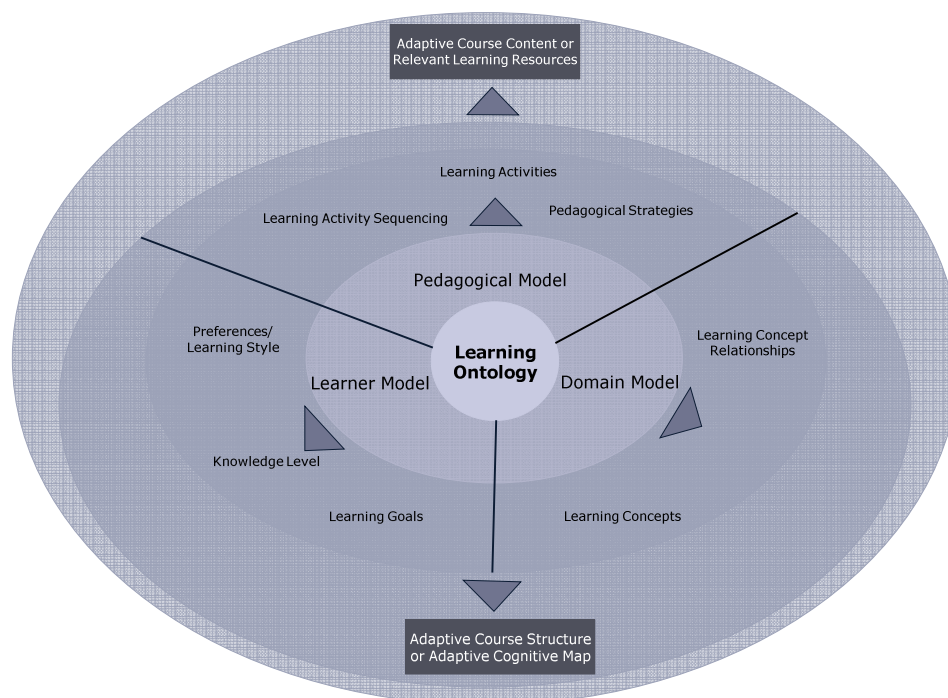 Adaptive Course Content or
Relevant Learning Resources
Learning Activities
Learning Activity Sequencing
Pedagogical Strategies
Pedagogical Model
Preferences/
Learning Style
Learning Concept
Relationships
Learning
Ontology
Learner Model
Domain Model
Knowledge Level
Learning Goals
Learning Concepts
Adaptive Course Structure
or Adaptive Cognitive Map